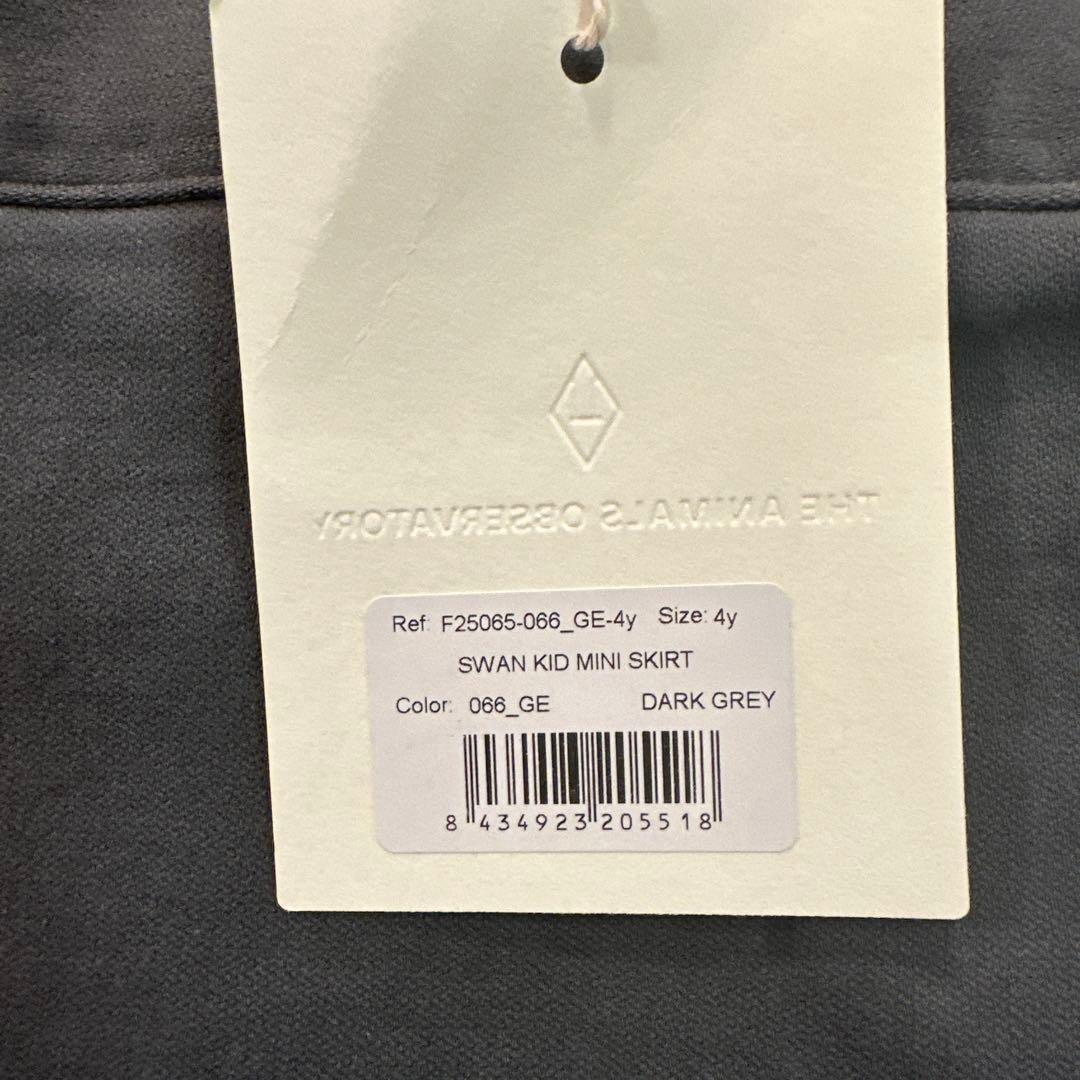 THE ANIMALS OBSERVATORY
Ref: F25065-066_GE-4y Size: 4y
SWAN KID MINI SKIRT
Color: 066_GE DARK GREY
8 434923 205518